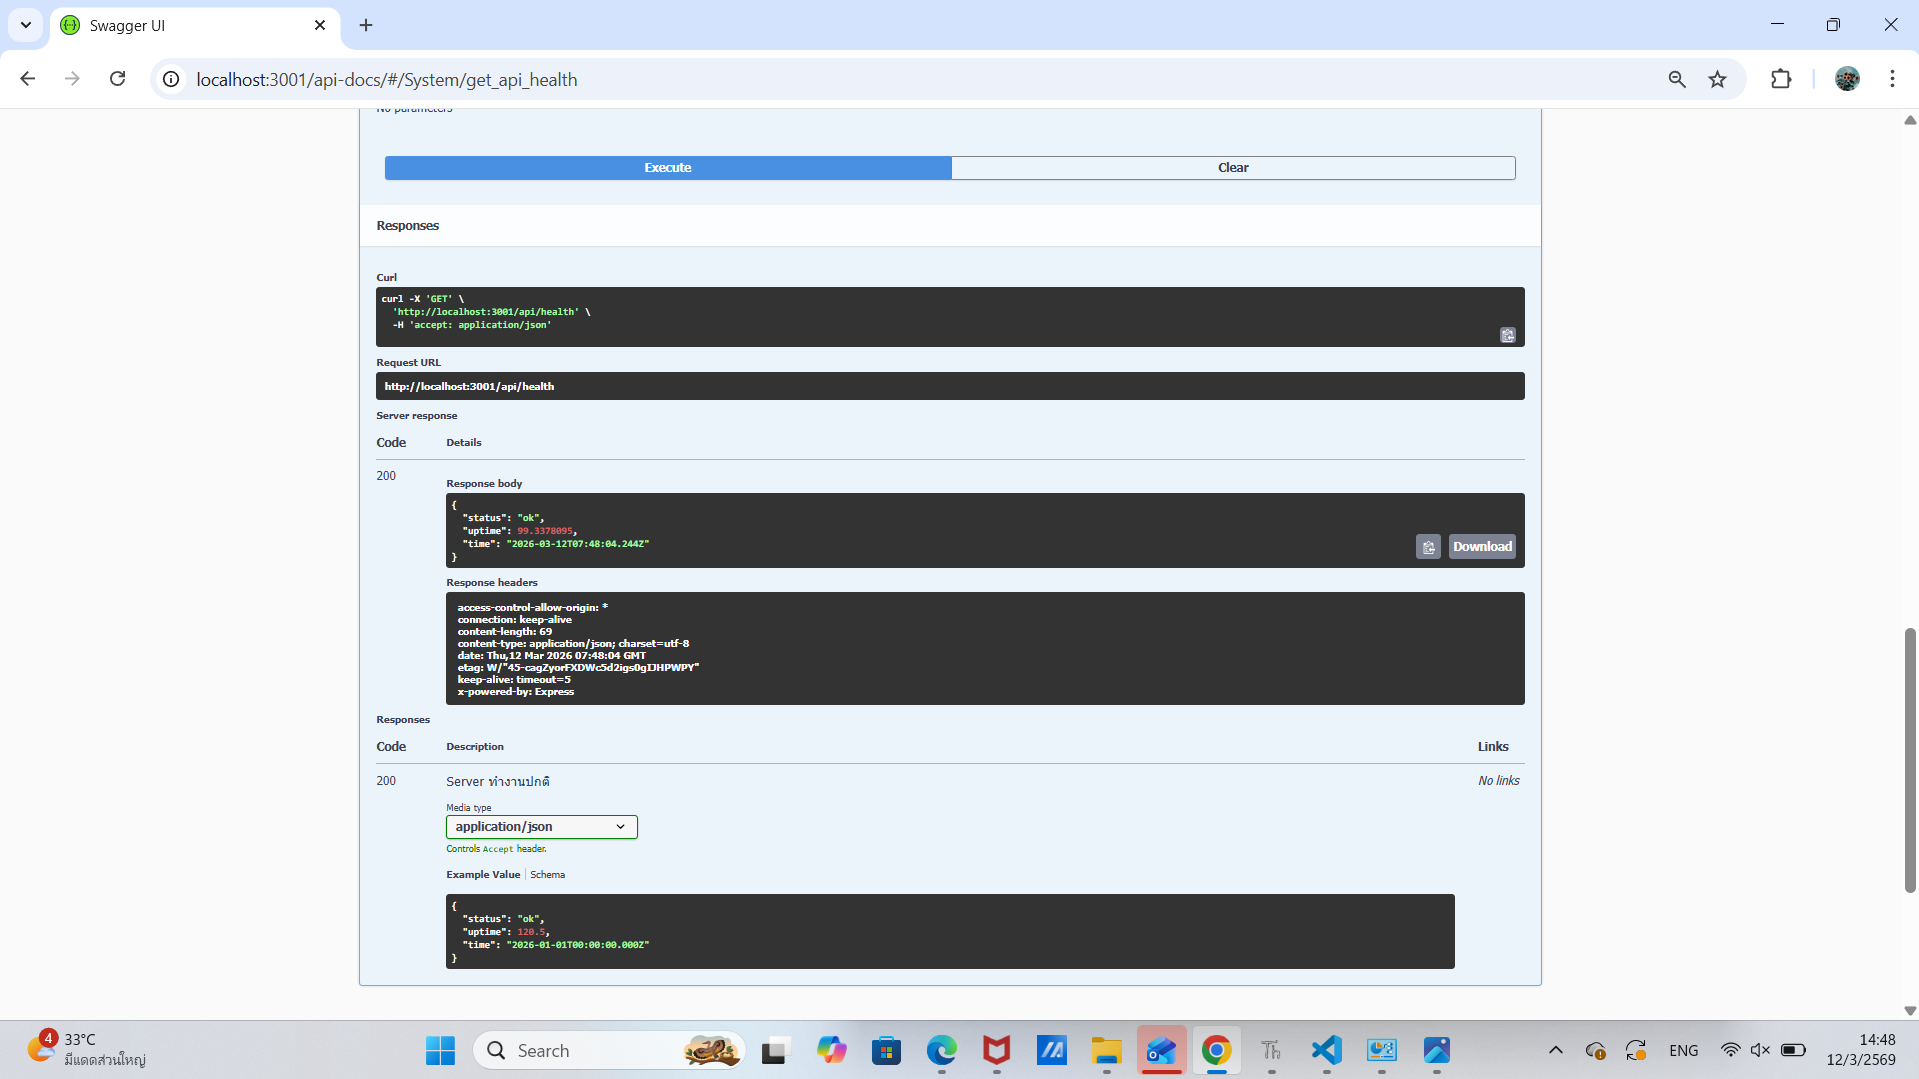 Swagger UI
localhost:3001/api-docs/#/System/get_api_health
No parameters
Execute
Clear
Responses
Curl
curl -X 'GET' \
'http://localhost:3001/api/health' \
-H 'accept: application/json'
Request URL
http://localhost:3001/api/health
Server response
Code
Details
200
Response body
{
"status": "ok",
"uptime": 99.3378095,
"time": "2026-03-12T07:48:04.244Z"
}
Download
Response headers
access-control-allow-origin: *
connection: keep-alive
content-length: 69
content-type: application/json; charset=utf-8
date: Thu,12 Mar 2026 07:48:04 GMT
etag: W/"45-cagZyorFXDWc5d2igs0gIJHPWPY"
keep-alive: timeout=5
x-powered-by: Express
Responses
Code
Description
Links
200
Server ทำงานปกติ
No links
Media type
application/json
Controls Accept header.
Example Value
Schema
{
"status": "ok",
"uptime": 120.5,
"time": "2026-01-01T00:00:00.000Z"
}
4
33°C
มีแดดส่วนใหญ่
Search
ENG
14:48
12/3/2569